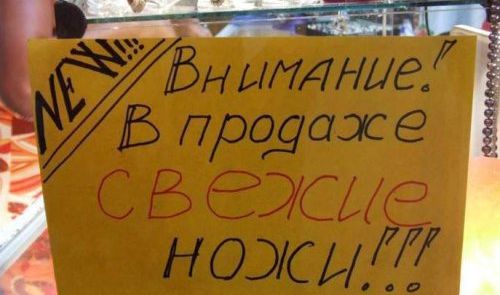 NEW!!!
Внимание!
В продаже
свежие
ножи!!!